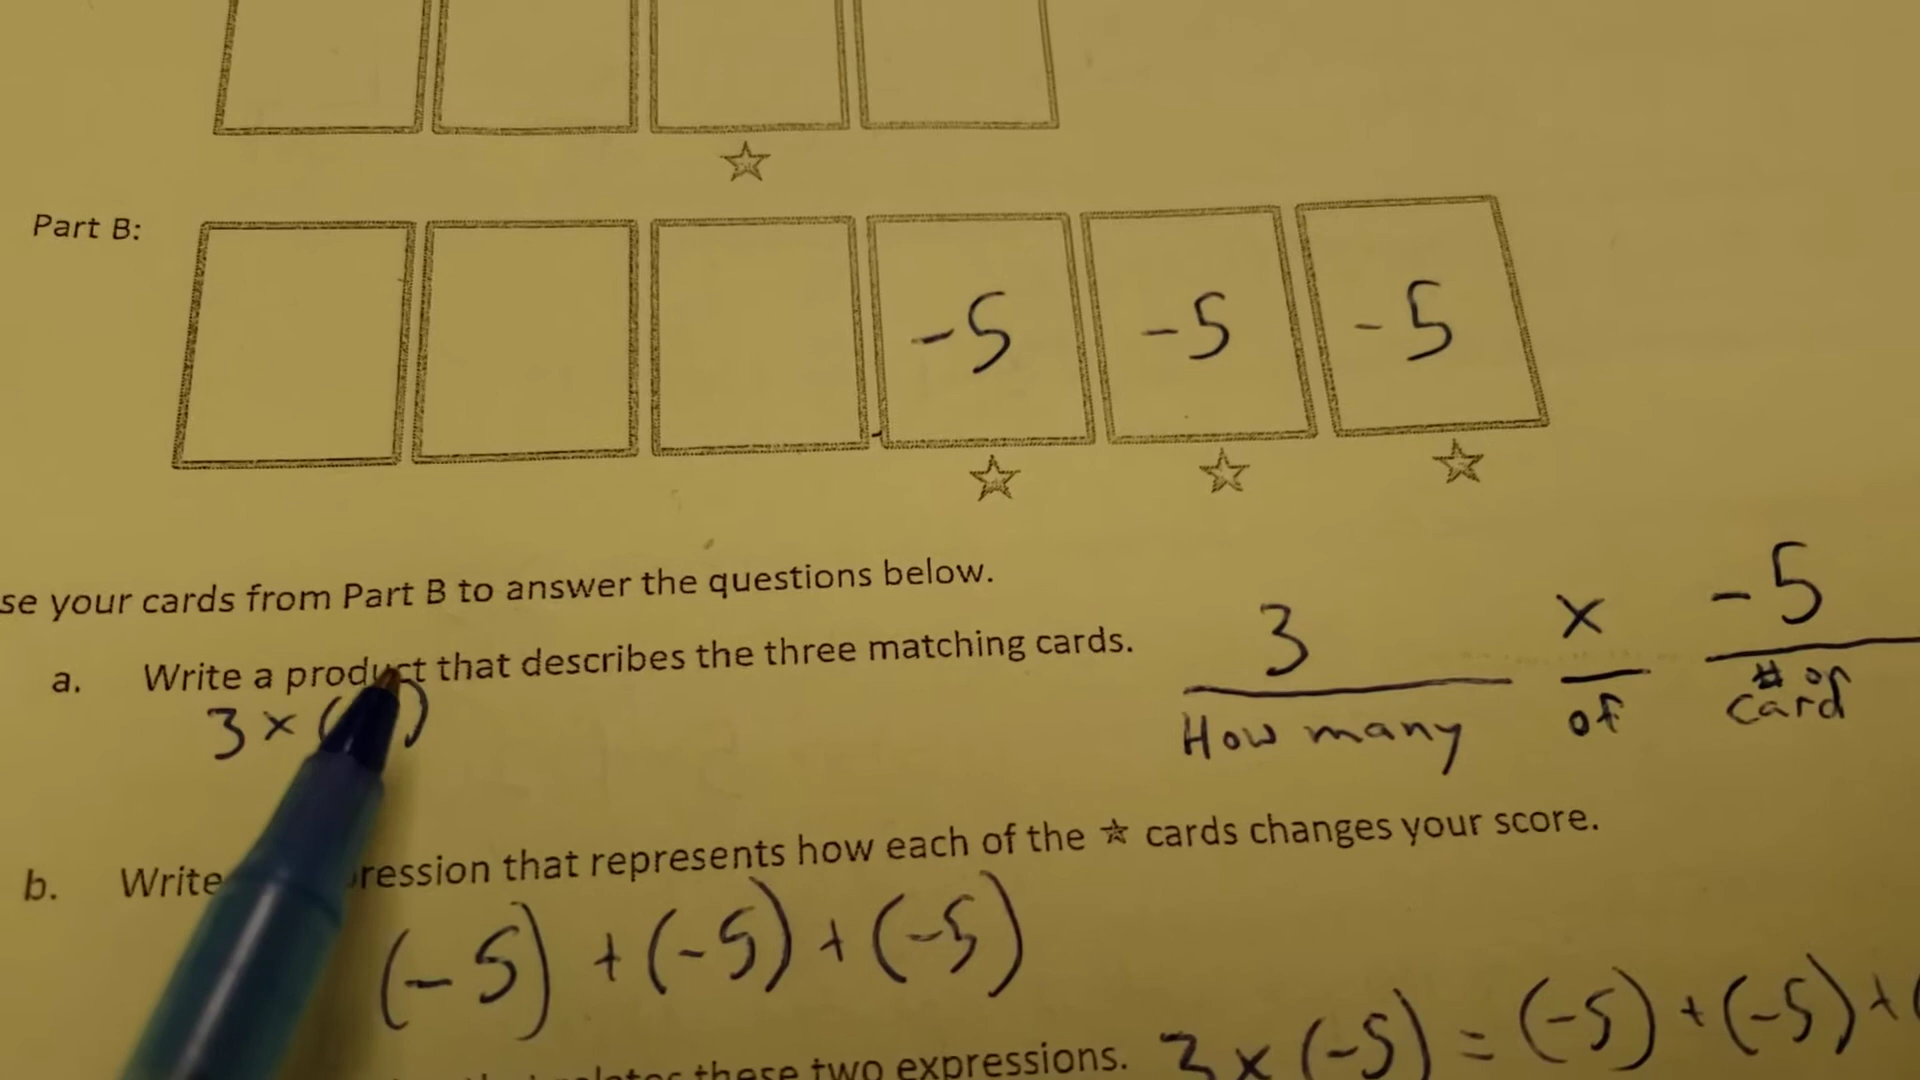 Part B:
-5 -5 -5
se your cards from Part B to answer the questions below.
a. Write a product that describes the three matching cards.
3 × ( )
3 × -5
How many of # of card
b. Write ression that represents how each of the ☆ cards changes your score.
(-5) + (-5) + (-5)
these two expressions. 3 × (-5) = (-5) + (-5) + (